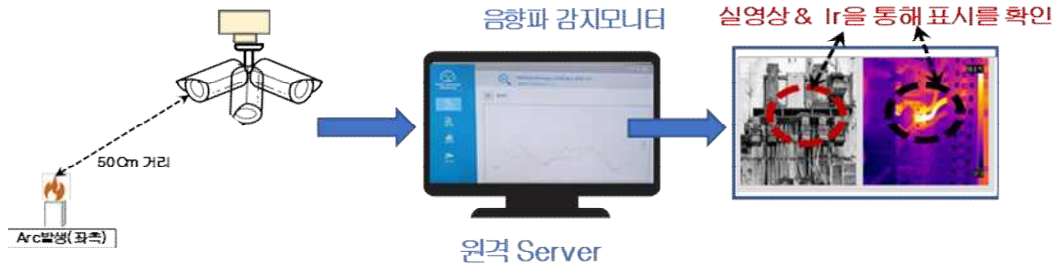 음향파 감지모니터
실영상 & Ir을 통해 표시를 확인
50Cm 거리
Arc발생(좌측)
원격 Server